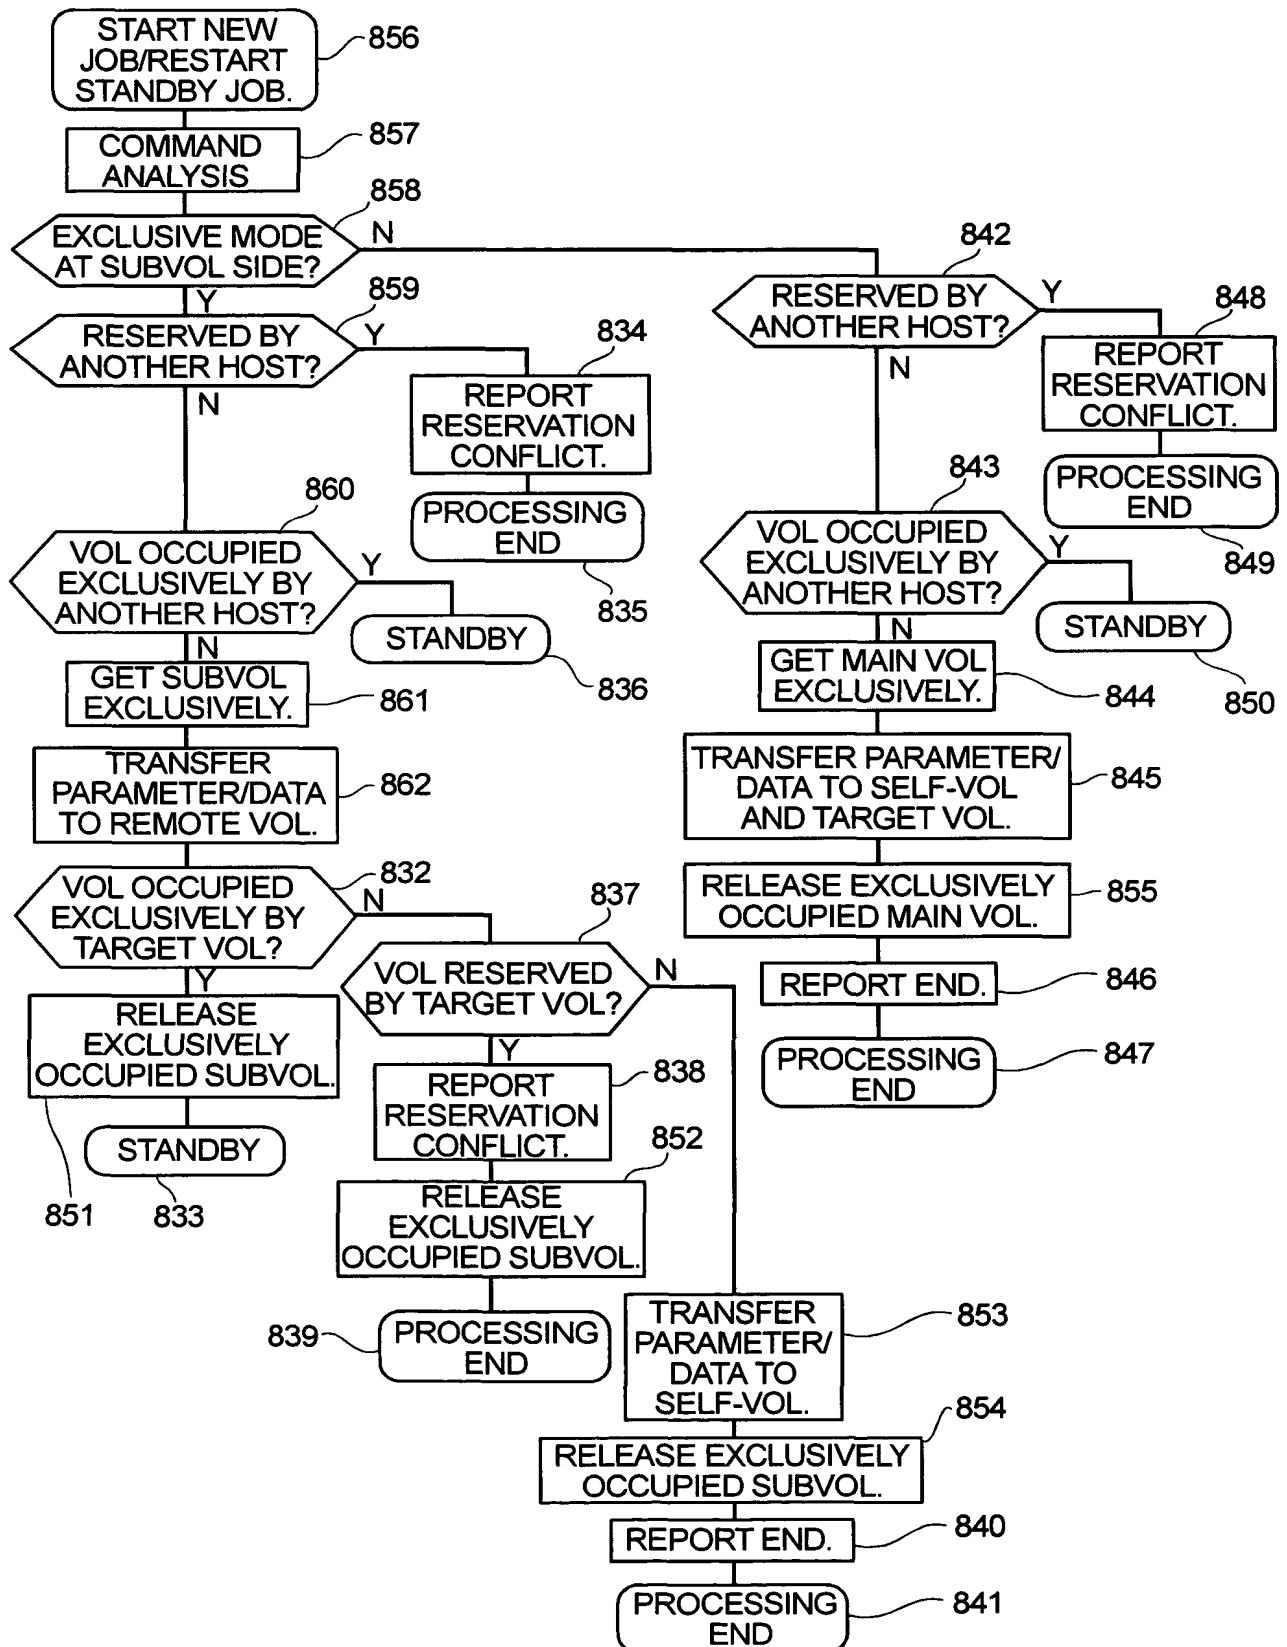 START NEW
JOB/RESTART
STANDBY JOB.
856
COMMAND
ANALYSIS
857
EXCLUSIVE MODE
AT SUBVOL SIDE?
858
N
Y
RESERVED BY
ANOTHER HOST?
859
Y
N
REPORT
RESERVATION
CONFLICT.
834
PROCESSING
END
835
VOL OCCUPIED
EXCLUSIVELY BY
ANOTHER HOST?
860
Y
N
STANDBY
836
GET SUBVOL
EXCLUSIVELY.
861
TRANSFER
PARAMETER/DATA
TO REMOTE VOL.
862
VOL OCCUPIED
EXCLUSIVELY BY
TARGET VOL?
832
N
Y
RELEASE
EXCLUSIVELY
OCCUPIED SUBVOL.
851
STANDBY
833
VOL RESERVED
BY TARGET VOL?
837
N
Y
REPORT
RESERVATION
CONFLICT.
838
RELEASE
EXCLUSIVELY
OCCUPIED SUBVOL.
852
PROCESSING
END
839
TRANSFER
PARAMETER/
DATA TO
SELF-VOL.
853
RELEASE EXCLUSIVELY
OCCUPIED SUBVOL.
854
REPORT END.
840
PROCESSING
END
841
RESERVED BY
ANOTHER HOST?
842
Y
N
REPORT
RESERVATION
CONFLICT.
848
PROCESSING
END
849
VOL OCCUPIED
EXCLUSIVELY BY
ANOTHER HOST?
843
Y
N
STANDBY
850
GET MAIN VOL
EXCLUSIVELY.
844
TRANSFER PARAMETER/
DATA TO SELF-VOL
AND TARGET VOL.
845
RELEASE EXCLUSIVELY
OCCUPIED MAIN VOL.
855
REPORT END.
846
PROCESSING
END
847